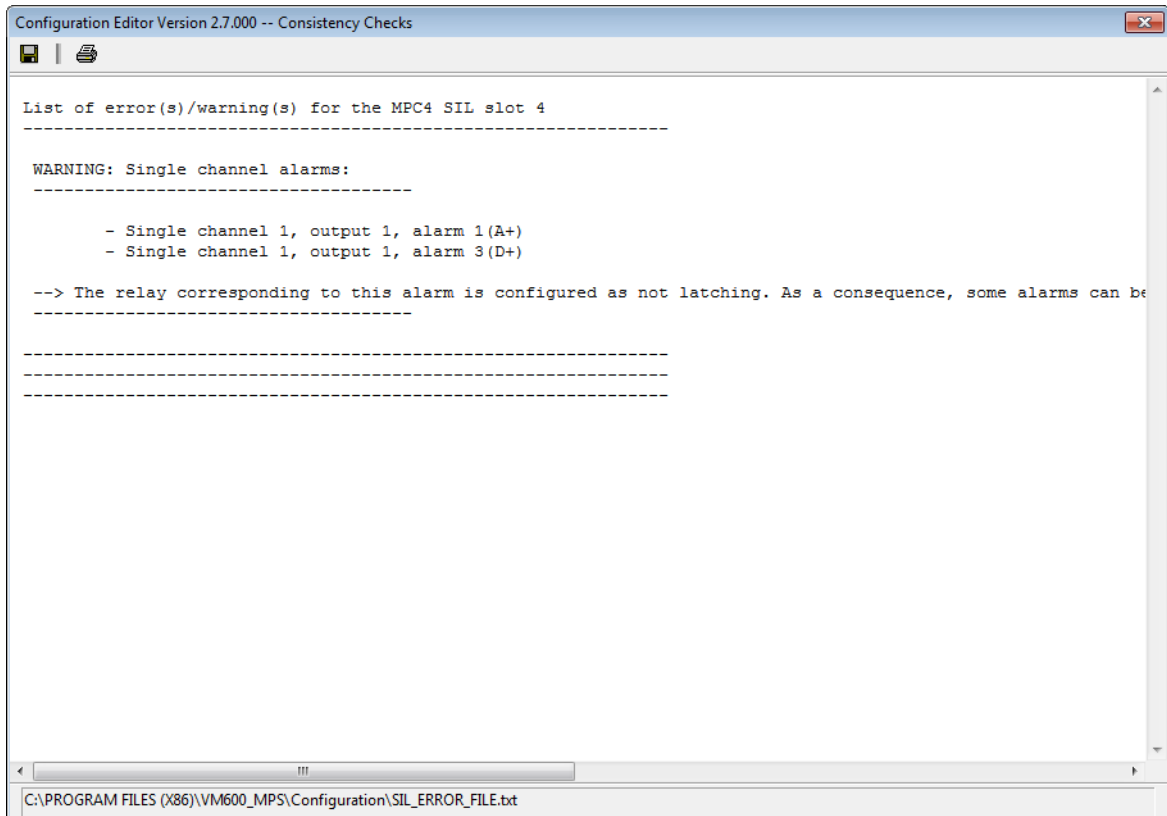 Configuration Editor Version 2.7.000 -- Consistency Checks
List of error(s)/warning(s) for the MPC4 SIL slot 4
---------------------------------------------------------------
WARNING: Single channel alarms:
-------------------------------------
- Single channel 1, output 1, alarm 1(A+)
- Single channel 1, output 1, alarm 3(D+)
--> The relay corresponding to this alarm is configured as not latching. As a consequence, some alarms can be
-------------------------------------
---------------------------------------------------------------
---------------------------------------------------------------
---------------------------------------------------------------
C:\PROGRAM FILES (X86)\VM600_MPS\Configuration\SIL_ERROR_FILE.txt